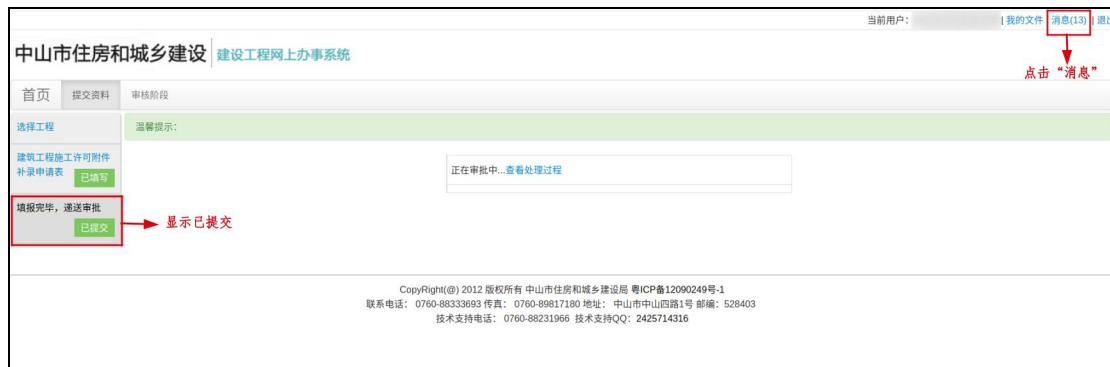 当前用户： | 我的文件 | 消息(13) | 退出
中山市住房和城乡建设 建设工程网上办事系统
点击“消息”
首页 提交资料 审核阶段
选择工程
温馨提示：
建筑工程施工许可附件
补录申请表 已填写
正在审批中...查看处理过程
填报完毕，递送审批
已提交
显示已提交
CopyRight(@) 2012 版权所有 中山市住房和城乡建设局 粤ICP备12090249号-1
联系电话： 0760-88333693 传真： 0760-89817180 地址： 中山市中山四路1号 邮编：528403
技术支持电话： 0760-88231966 技术支持QQ：2425714316